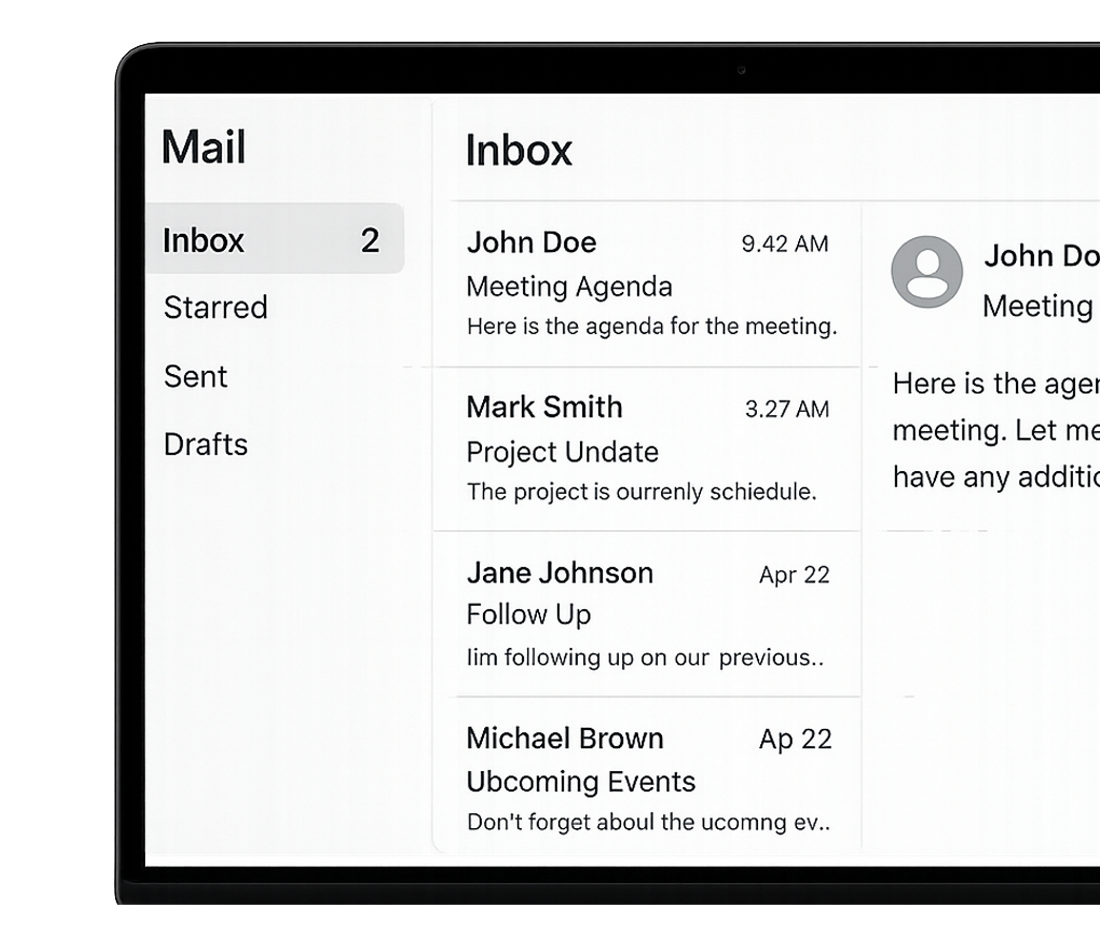 Mail
Inbox 2
Starred
Sent
Drafts
Inbox
John Doe 9.42 AM
Meeting Agenda
Here is the agenda for the meeting.
Mark Smith 3.27 AM
Project Undate
The project is ourrenly schiedule.
Jane Johnson Apr 22
Follow Up
Iim following up on our previous..
Michael Brown Ap 22
Ubcoming Events
Don't forget aboul the ucomng ev..
John Do
Meeting
Here is the agen
meeting. Let me
have any additio